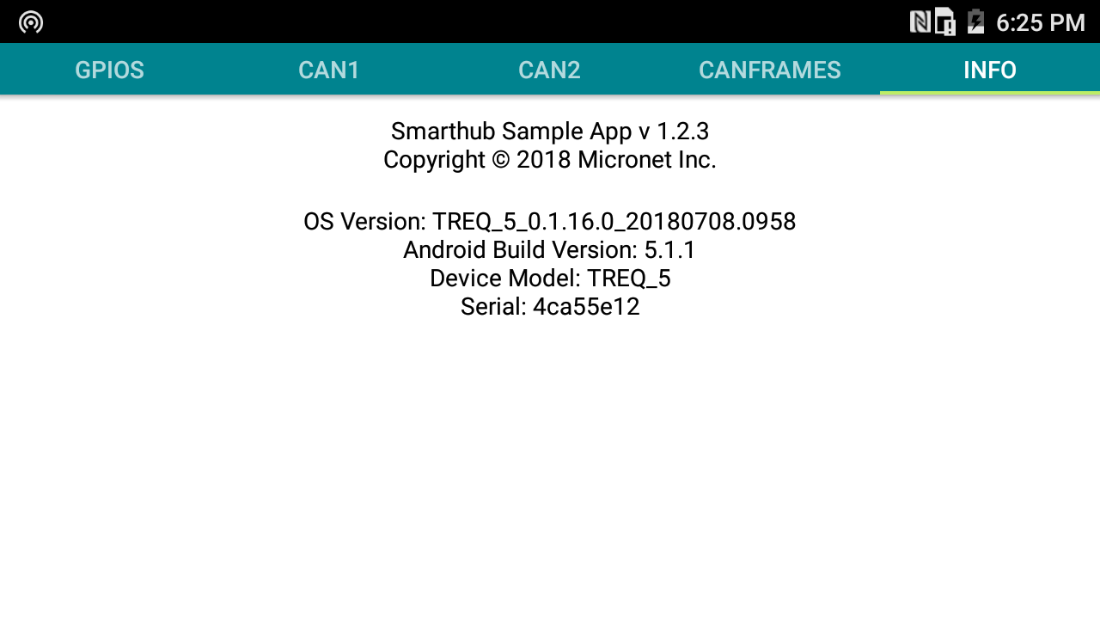 6:25 PM
GPIOS CAN1 CAN2 CANFRAMES INFO
Smarthub Sample App v 1.2.3
Copyright © 2018 Micronet Inc.
OS Version: TREQ_5_0.1.16.0_20180708.0958
Android Build Version: 5.1.1
Device Model: TREQ_5
Serial: 4ca55e12